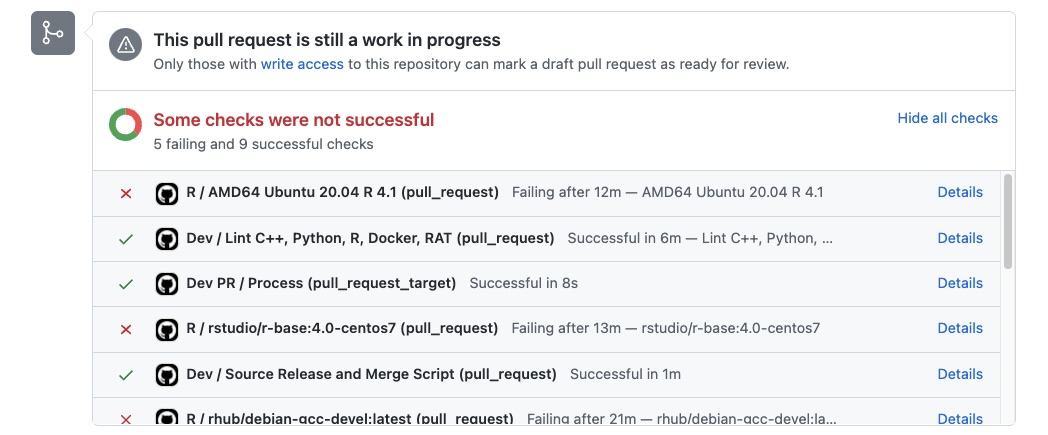 This pull request is still a work in progress
Only those with write access to this repository can mark a draft pull request as ready for review.
Some checks were not successful
Hide all checks
5 failing and 9 successful checks
R / AMD64 Ubuntu 20.04 R 4.1 (pull_request) Failing after 12m — AMD64 Ubuntu 20.04 R 4.1 Details
Dev / Lint C++, Python, R, Docker, RAT (pull_request) Successful in 6m — Lint C++, Python, ... Details
Dev PR / Process (pull_request_target) Successful in 8s Details
R / rstudio/r-base:4.0-centos7 (pull_request) Failing after 13m — rstudio/r-base:4.0-centos7 Details
Dev / Source Release and Merge Script (pull_request) Successful in 1m Details
R / rhub/debian-gcc-devel:latest (pull_request) Failing after 21m — rhub/debian-gcc-devel:la... Details